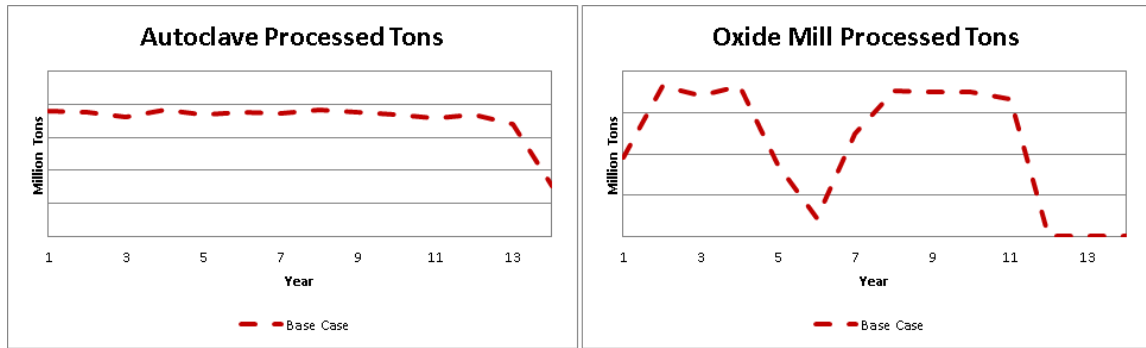 Autoclave Processed Tons
Million Tons
1 3 5 7 9 11 13
Year
Base Case
Oxide Mill Processed Tons
Million Tons
1 3 5 7 9 11 13
Year
Base Case